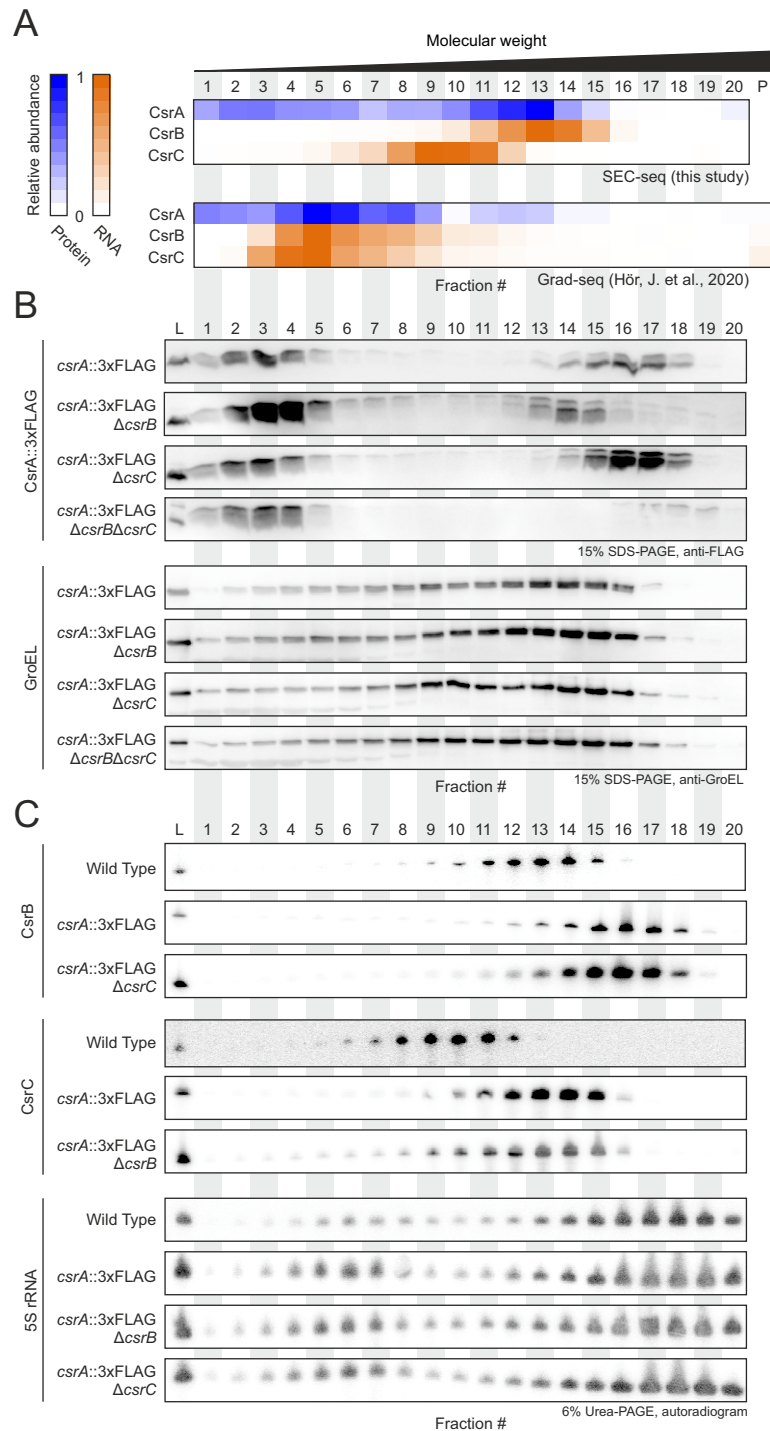 A
Molecular weight
1 2 3 4 5 6 7 8 9 10 11 12 13 14 15 16 17 18 19 20 P
Relative abundance
1
0
Protein
RNA
CsrA
CsrB
CsrC
SEC-seq (this study)
CsrA
CsrB
CsrC
Fraction #
Grad-seq (Hör, J. et al., 2020)
B
L 1 2 3 4 5 6 7 8 9 10 11 12 13 14 15 16 17 18 19 20
CsrA::3xFLAG
csrA::3xFLAG
csrA::3xFLAG
ΔcsrB
csrA::3xFLAG
ΔcsrC
csrA::3xFLAG
ΔcsrBΔcsrC
15% SDS-PAGE, anti-FLAG
GroEL
csrA::3xFLAG
csrA::3xFLAG
ΔcsrB
csrA::3xFLAG
ΔcsrC
csrA::3xFLAG
ΔcsrBΔcsrC
Fraction #
15% SDS-PAGE, anti-GroEL
C
L 1 2 3 4 5 6 7 8 9 10 11 12 13 14 15 16 17 18 19 20
CsrB
Wild Type
csrA::3xFLAG
csrA::3xFLAG
ΔcsrC
CsrC
Wild Type
csrA::3xFLAG
csrA::3xFLAG
ΔcsrB
5S rRNA
Wild Type
csrA::3xFLAG
csrA::3xFLAG
ΔcsrB
csrA::3xFLAG
ΔcsrC
6% Urea-PAGE, autoradiogram
Fraction #